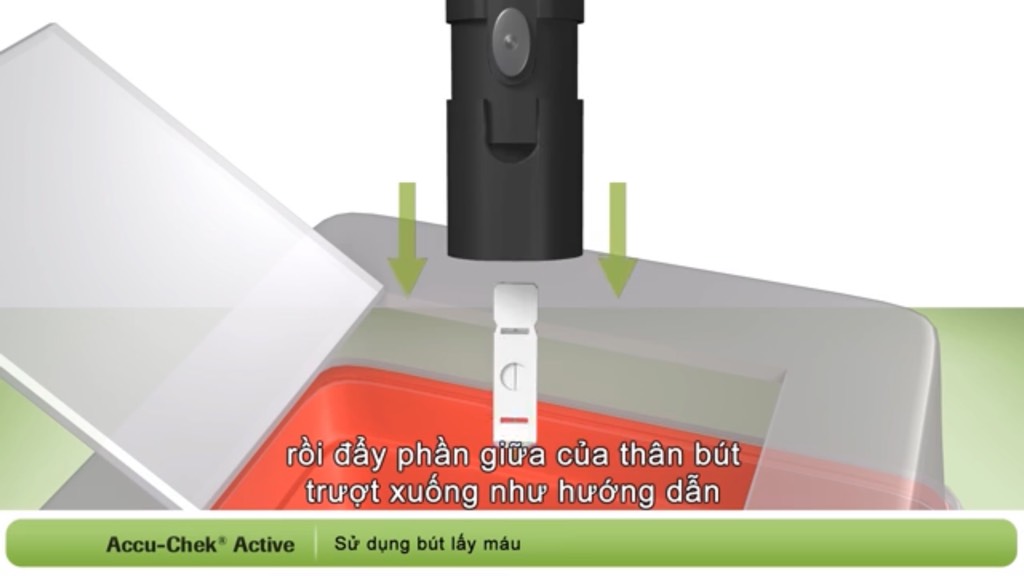 rồi đẩy phần giữa của thân bút
trượt xuống như hướng dẫn
Accu-Chek® Active Sử dụng bút lấy máu